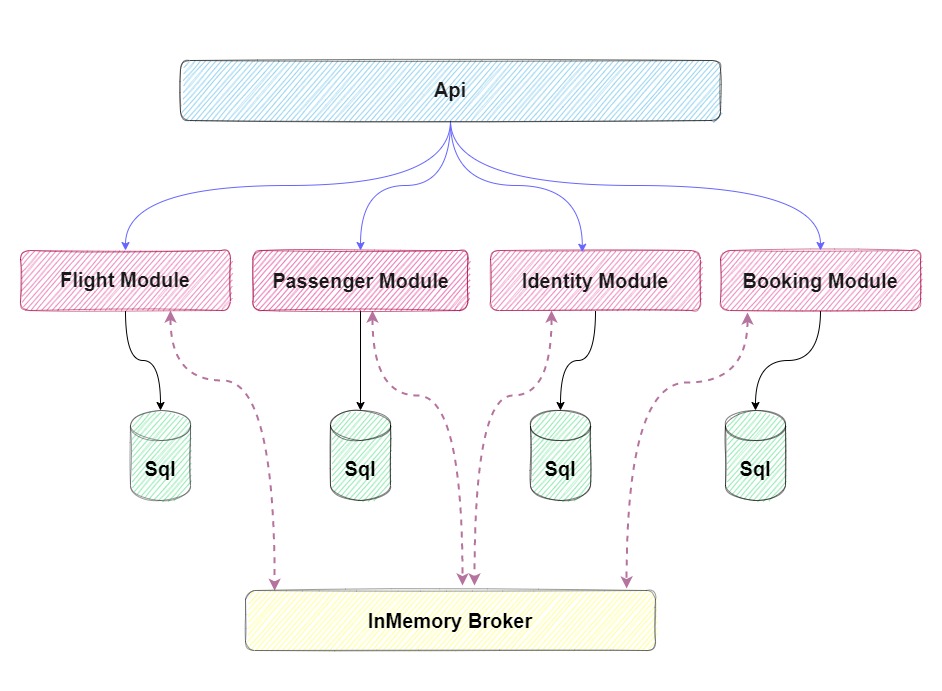 Api
Flight Module
Passenger Module
Identity Module
Booking Module
Sql
Sql
Sql
Sql
InMemory Broker